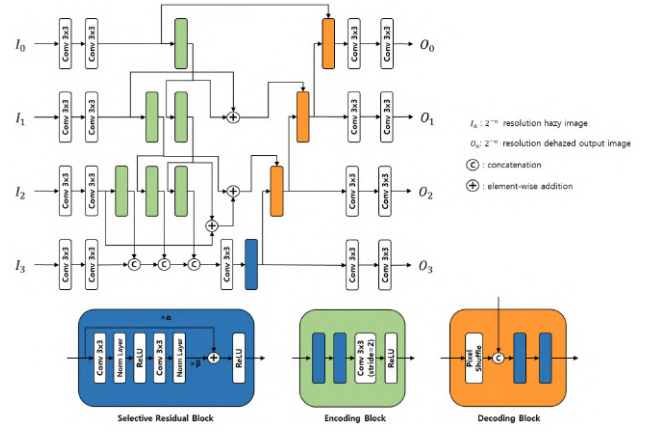 I₀ Conv 3x3 Conv 3x3 Conv 3x3 Conv 3x3 O₀
I₁ Conv 3x3 Conv 3x3 Conv 3x3 Conv 3x3 O₁
Iₙ : 2⁻ⁿ resolution hazy image
Oₙ: 2⁻ⁿ resolution dehazed output image
C : concatenation
+ : element-wise addition
I₂ Conv 3x3 Conv 3x3 Conv 3x3 Conv 3x3 O₂
I₃ Conv 3x3 Conv 3x3 C C C Conv 3x3 Conv 3x3 Conv 3x3 O₃
×α
Conv 3x3
Norm Layer
ReLU
Conv 3x3
Norm Layer
×β
ReLU
Selective Residual Block
Conv 3x3
(stride=2)
ReLU
Encoding Block
Pixel
Shuffle
C
Decoding Block